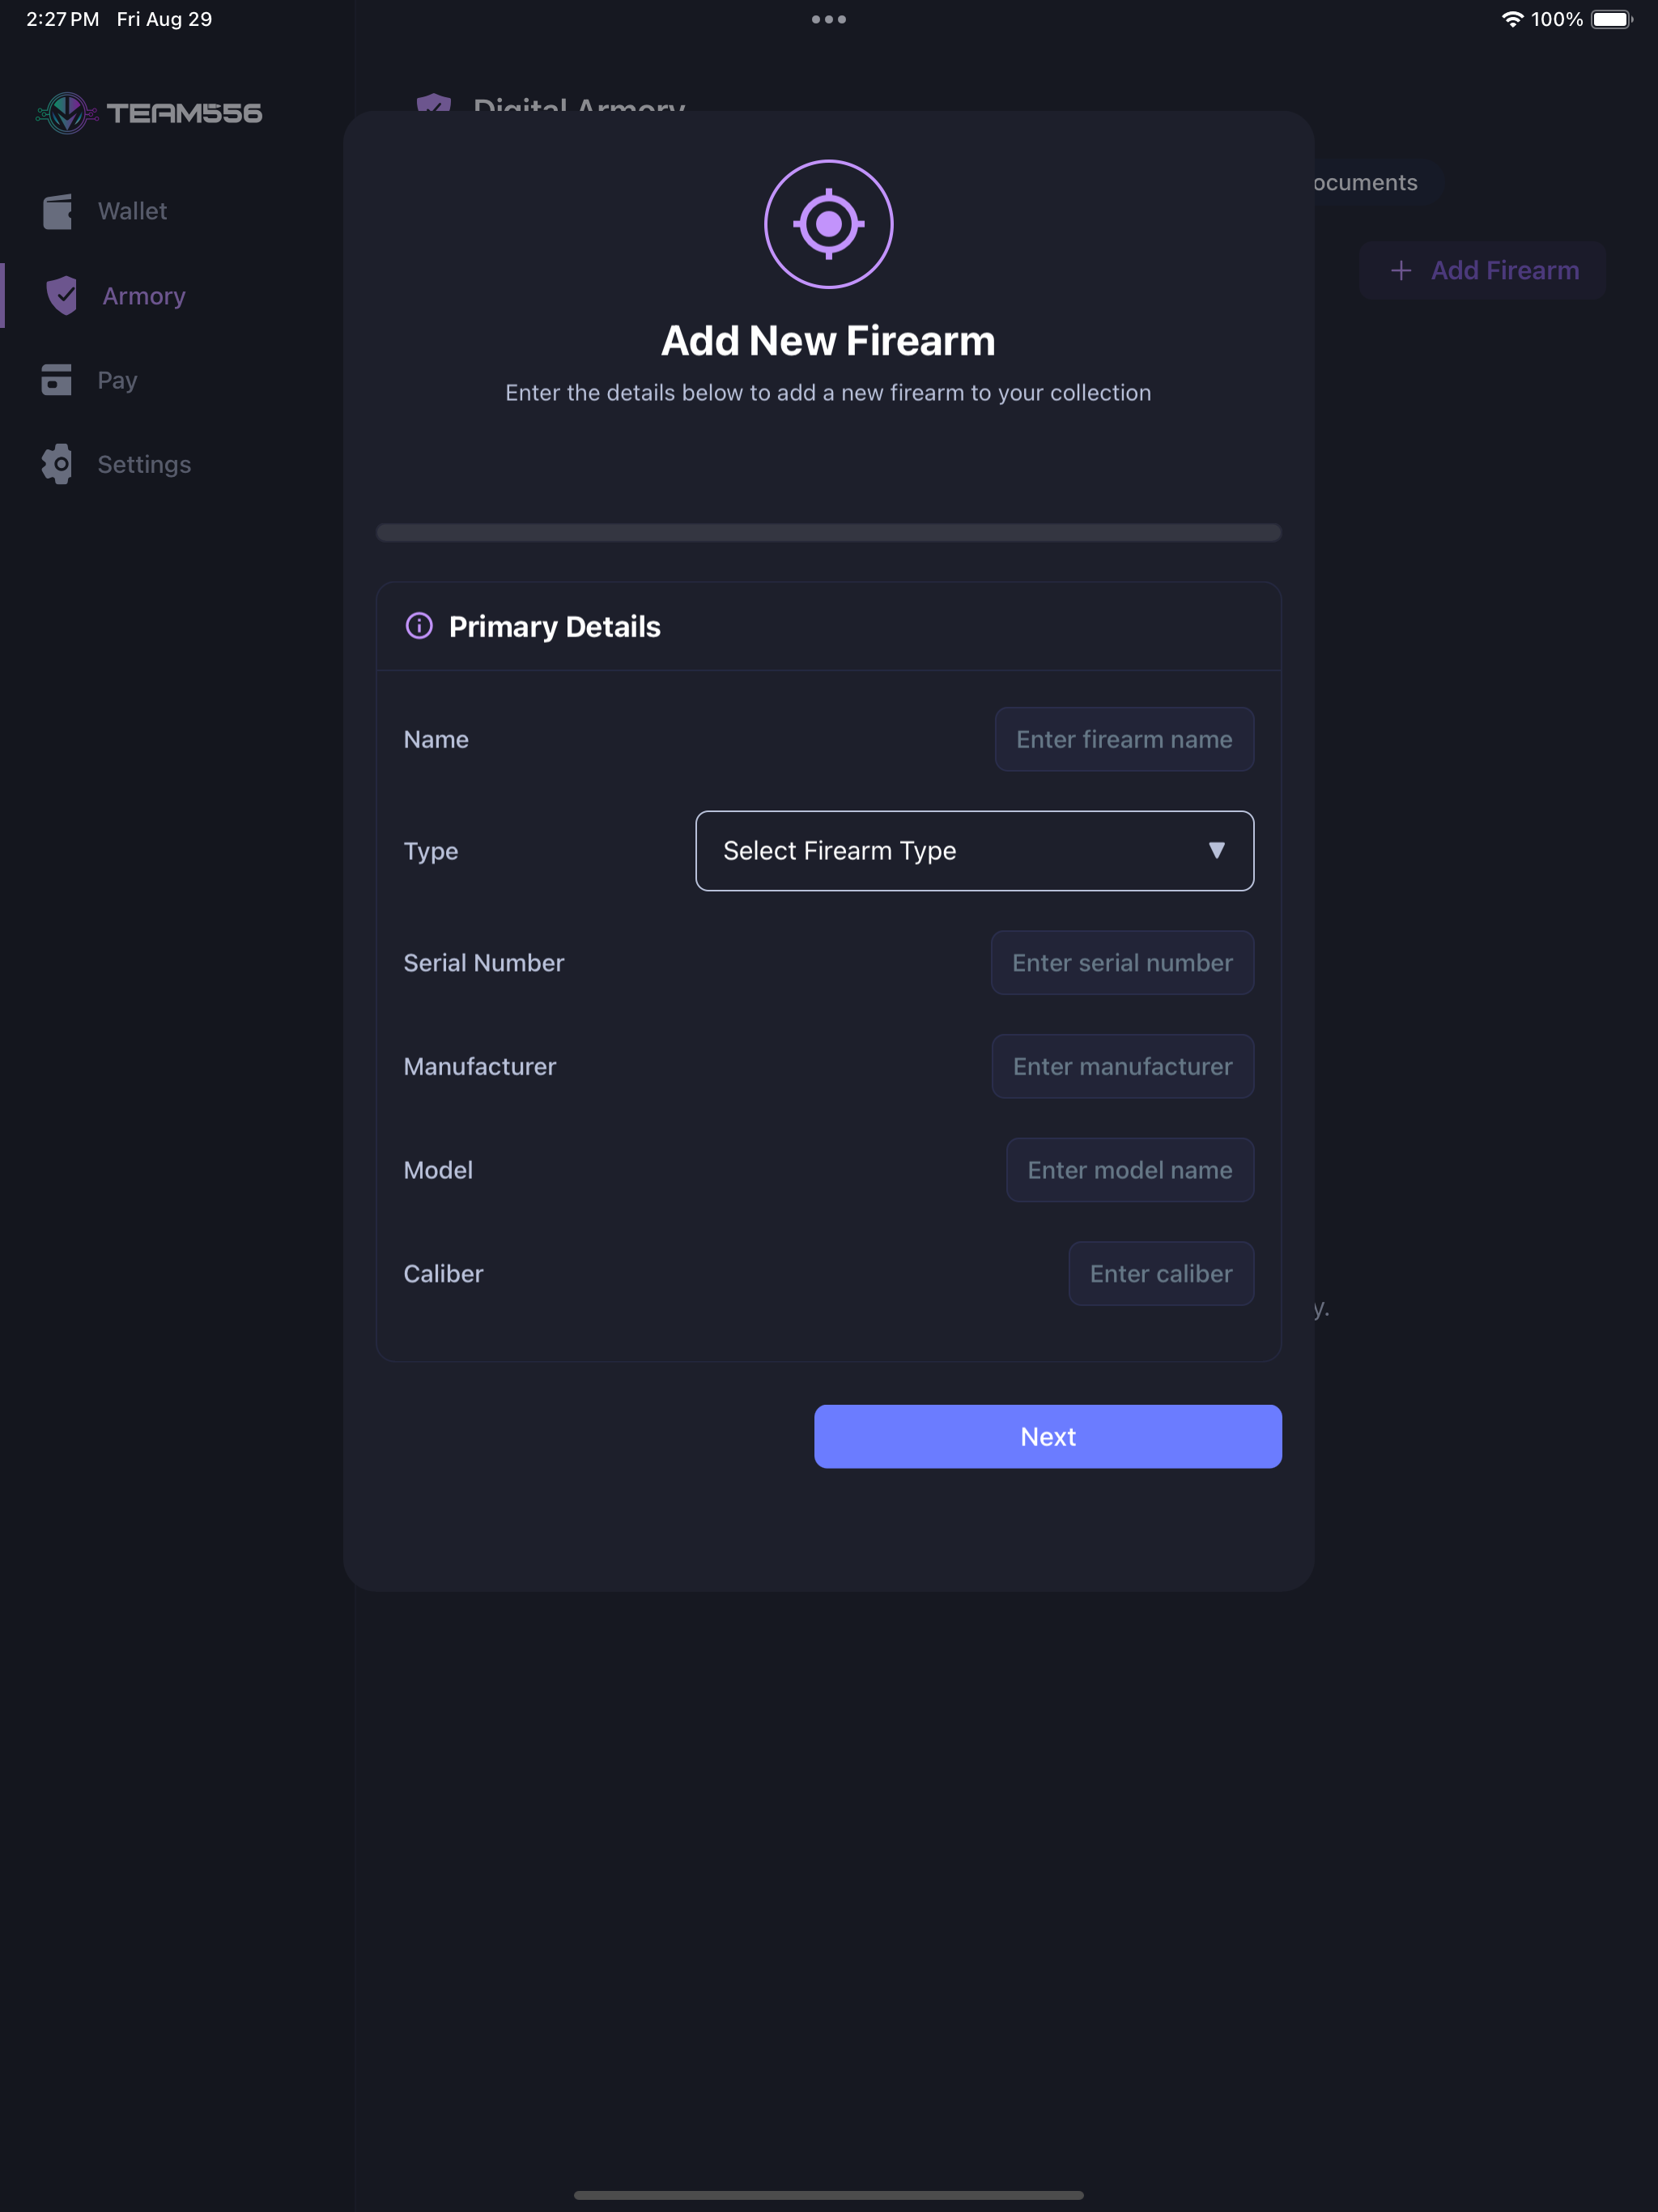 2:27 PM Fri Aug 29
100%
TEAM556
Digital Armory
Wallet
ocuments
Armory
+ Add Firearm
Pay
Settings
Add New Firearm
Enter the details below to add a new firearm to your collection
Primary Details
Name
Enter firearm name
Type
Select Firearm Type
Serial Number
Enter serial number
Manufacturer
Enter manufacturer
Model
Enter model name
Caliber
Enter caliber
y.
Next